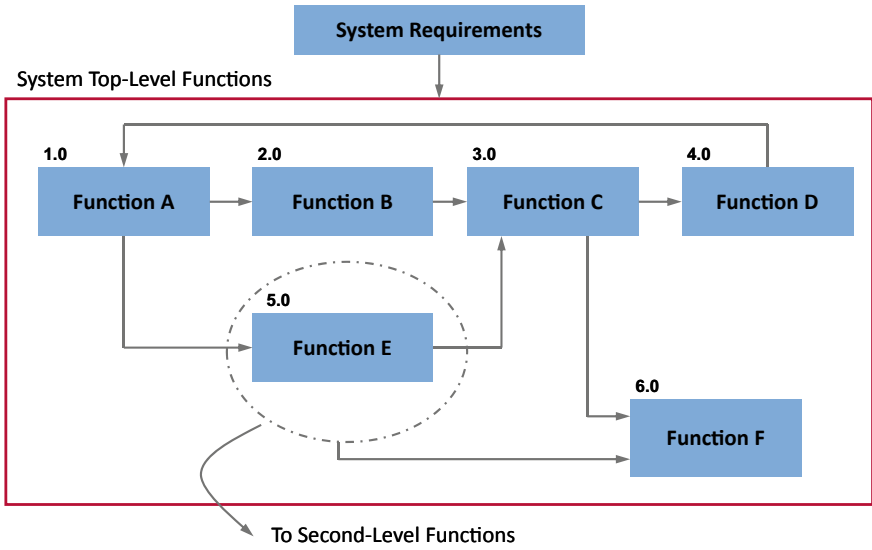 System Requirements
System Top-Level Functions
1.0
2.0
3.0
4.0
Function A
Function B
Function C
Function D
5.0
Function E
6.0
Function F
To Second-Level Functions